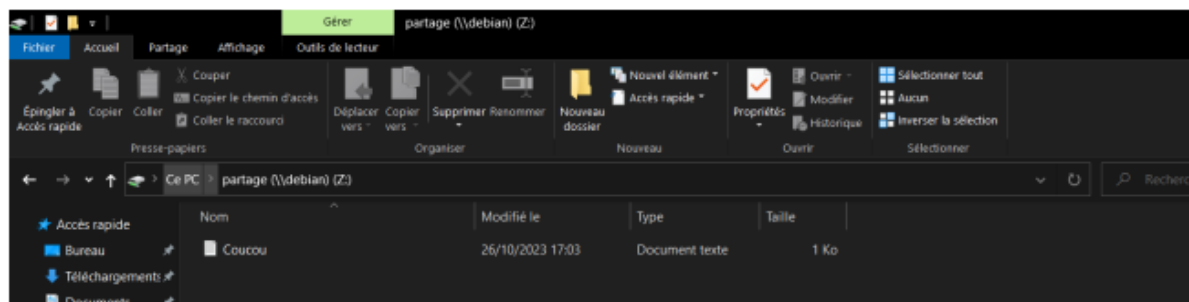 Gérer partage (\\debian) (Z:)
Fichier Accueil Partage Affichage Outils de lecteur
Épingler à Accès rapide
Copier
Coller
Couper
Copier le chemin d'accès
Coller le raccourci
Presse-papiers
Déplacer vers
Copier vers
Supprimer
Renommer
Organiser
Nouveau dossier
Nouvel élément
Accès rapide
Nouveau
Propriétés
Ouvrir
Modifier
Historique
Ouvrir
Sélectionner tout
Aucun
Inverser la sélection
Sélectionner
Ce PC > partage (\\debian) (Z:)
Recherc
Accès rapide
Bureau
Téléchargements
Documents
Nom Modifié le Type Taille
Coucou 26/10/2023 17:03 Document texte 1 Ko